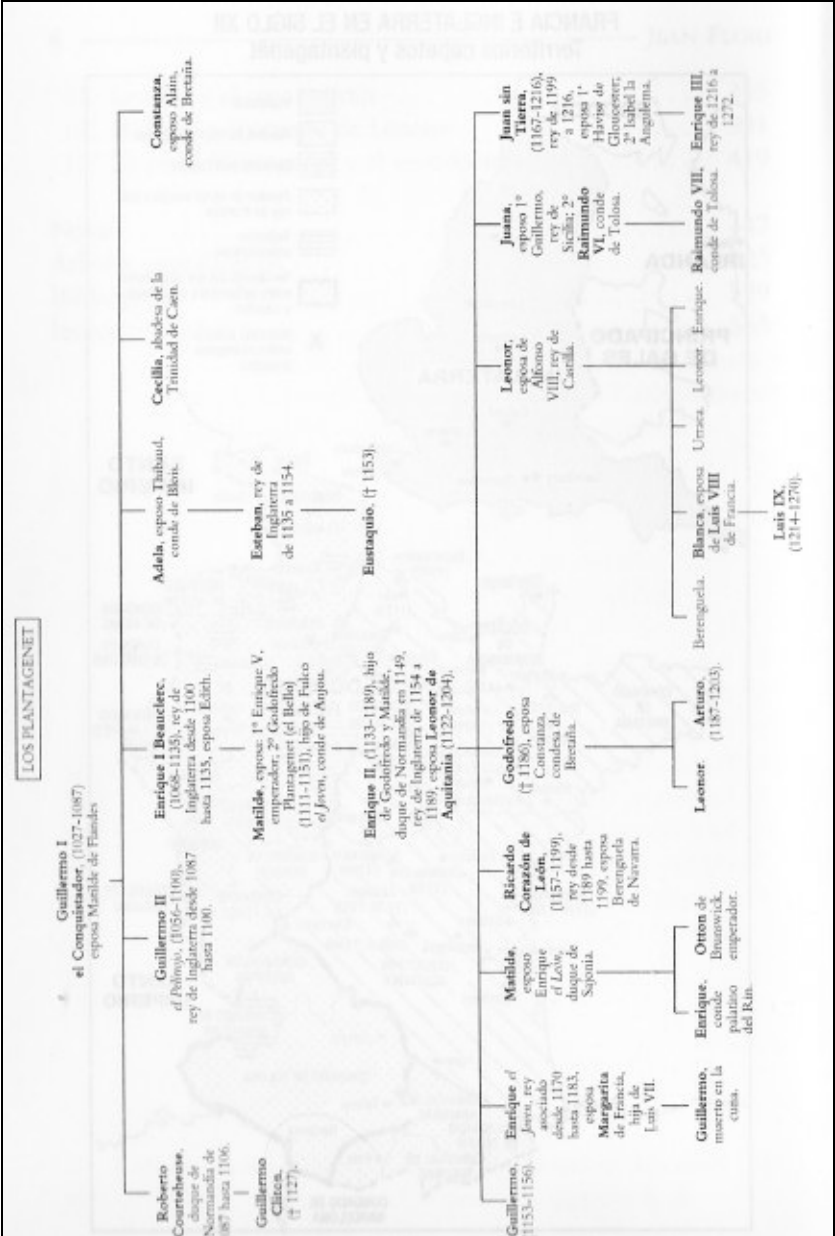 LOS PLANTAGENET
Guillermo I
el Conquistador, (1027-1087)
esposa Matilde de Flandes
Roberto
Courteheuse,
duque de
Normandía de
087 hasta 1106.
Guillermo II
el Pelirrojo, (1056-1100),
rey de Inglaterra desde 1087
hasta 1100.
Enrique I Beauclerc,
(1068-1135), rey de
Inglaterra desde 1100
hasta 1135, esposa Edith.
Adela, esposo Thibaud,
conde de Blois.
Cecilia, abadesa de la
Trinidad de Caen.
Constanza,
esposo Alain,
conde de Bretaña.
Guillermo
Cliton,
(† 1127).
Matilde, esposo: 1º Enrique V,
emperador; 2º Godofredo
Plantagenet (el Bello)
(1111-1151), hijo de Fulco
el Joven, conde de Anjou.
Esteban, rey de
Inglaterra
de 1135 a 1154.
Enrique II, (1133-1189), hijo
de Godofredo y Matilde,
duque de Normandía en 1149,
rey de Inglaterra de 1154 a
1189, esposa Leonor de
Aquitania (1122-1204).
Eustaquio, († 1153).
Guillermo,
1153-1156).
Enrique el
Joven, rey
asociado
desde 1170
hasta 1183,
esposa
Margarita
de Francia,
hija de
Luis VII.
Matilde,
esposo
Enrique
el León,
duque de
Sajonia.
Ricardo
Corazón de
León,
(1157-1199),
rey desde
1189 hasta
1199, esposa
Berenguela
de Navarra.
Godofredo,
(† 1186), esposa
Constanza,
condesa de
Bretaña.
Leonor,
esposa de
Alfonso
VIII, rey de
Castilla.
Juana,
esposo 1º
Guillermo,
rey de
Sicilia; 2º
Raimundo
VI, conde
de Tolosa.
Juan sin
Tierra,
(1167-1216),
rey de 1199
a 1216,
esposa 1ª
Havise de
Gloucester;
2ª Isabel la
Angulema.
Guillermo,
muerto en la
cuna.
Enrique,
conde
palatino
del Rin.
Otton de
Brunswick,
emperador.
Leonor.
Arturo,
(1187-1203).
Berenguela.
Blanca, esposa
de Luis VIII
de Francia.
Urraca.
Leonor.
Enrique.
Raimundo VII,
conde de Tolosa.
Enrique III,
rey de 1216 a
1272.
Luis IX,
(1214-1270).